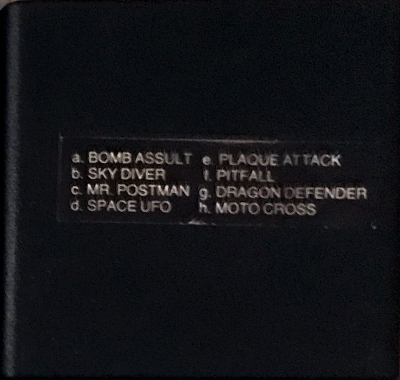 a. BOMB ASSULT
b. SKY DIVER
c. MR. POSTMAN
d. SPACE UFO
e. PLAQUE ATTACK
f. PITFALL
g. DRAGON DEFENDER
h. MOTO CROSS